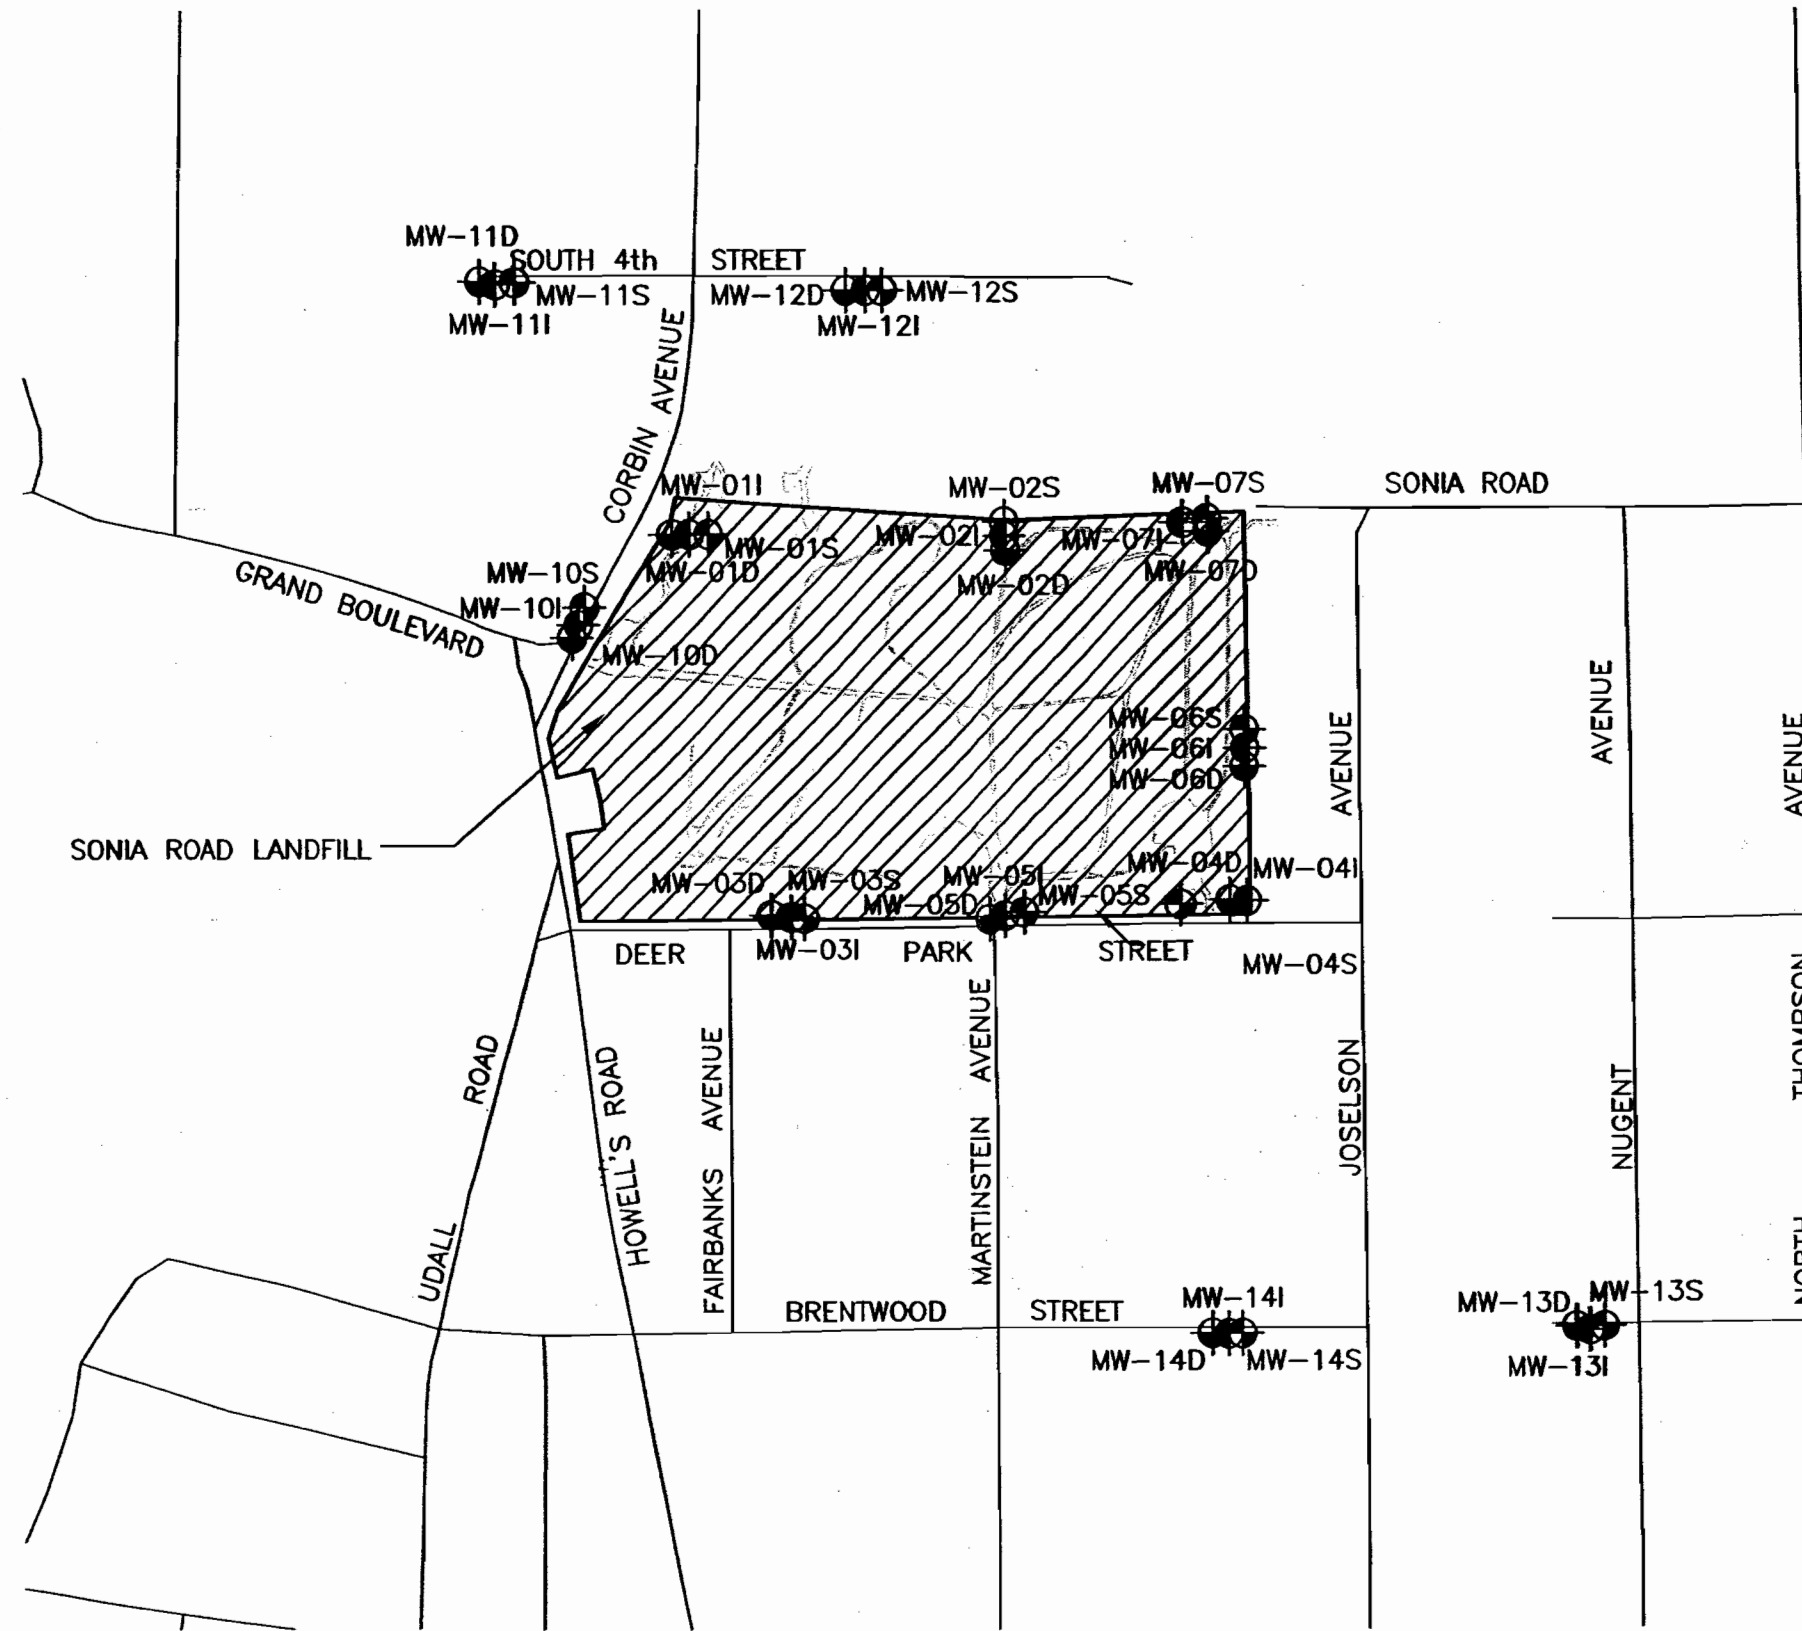 MW-11D
SOUTH 4th STREET
MW-11S
MW-12D
MW-12S
MW-11I
MW-12I
CORBIN AVENUE
MW-01I
MW-02S
MW-07S
SONIA ROAD
MW-02I
MW-07I
MW-01S
MW-01D
MW-02D
MW-07D
MW-10S
MW-10I
GRAND BOULEVARD
MW-10D
MW-06S
MW-06I
MW-06D
AVENUE
AVENUE
AVENUE
SONIA ROAD LANDFILL
MW-03D
MW-03S
MW-05I
MW-04D
MW-04I
MW-05D
MW-05S
DEER PARK STREET
MW-03I
MW-04S
UDALL ROAD
HOWELL'S ROAD
FAIRBANKS AVENUE
MARTINSTEIN AVENUE
JOSELSON
NUGENT
NORTH THOMPSON
BRENTWOOD STREET
MW-14I
MW-14D
MW-14S
MW-13D
MW-13S
MW-13I